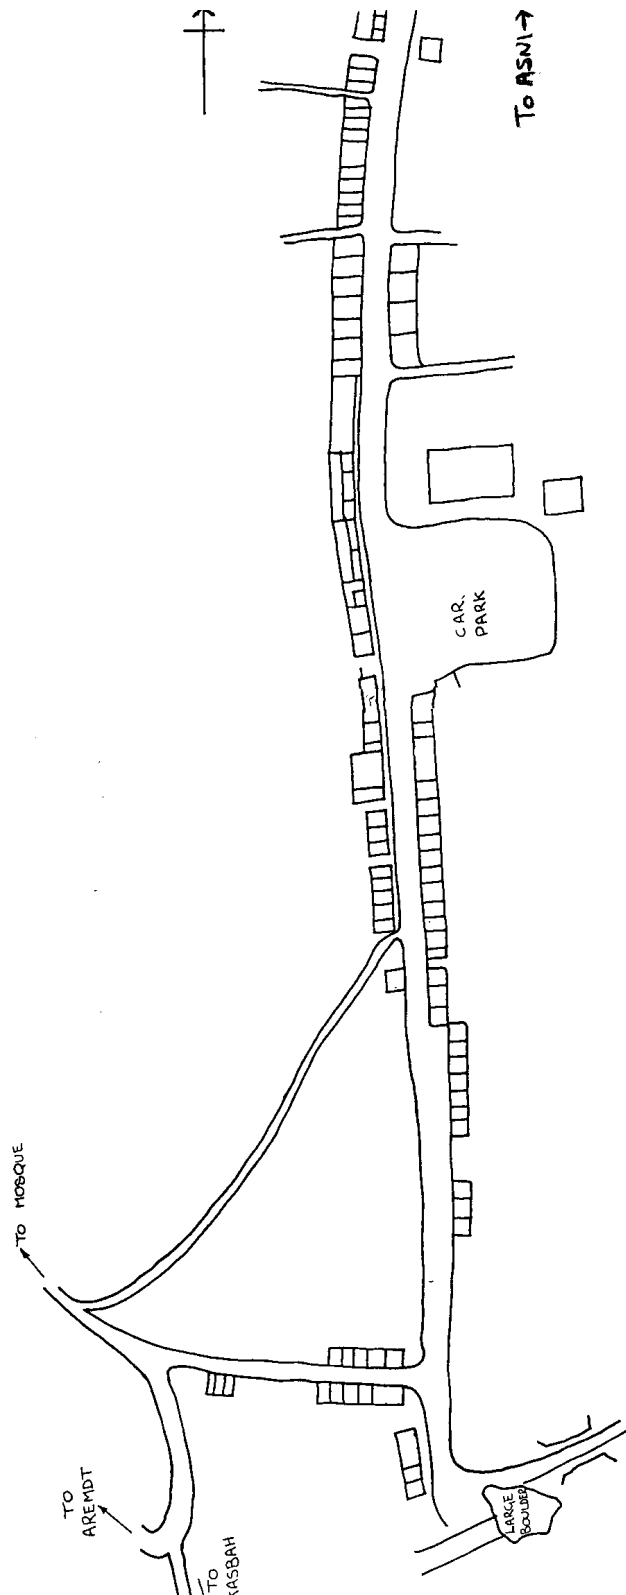 To ASNI→
CAR.
PARK
TO MOSQUE
TO
AREMDT
LARGE
BOULDER
TO
KASBAH